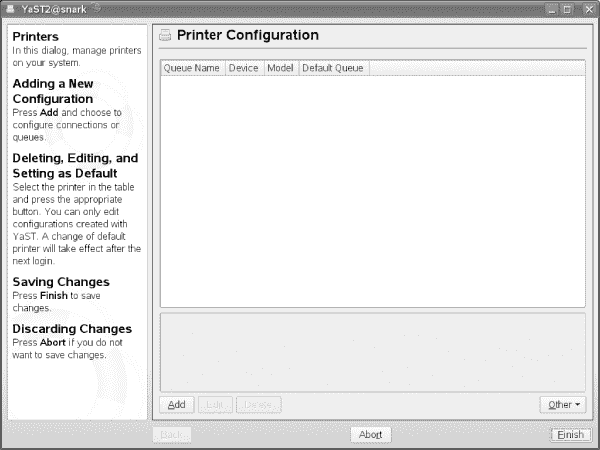 YaST2@snark
Printers
In this dialog, manage printers
on your system.
Adding a New
Configuration
Press Add and choose to
configure connections or
queues.
Deleting, Editing, and
Setting as Default
Select the printer in the table
and press the appropriate
button. You can only edit
configurations created with
YaST. A change of default
printer will take effect after the
next login.
Saving Changes
Press Finish to save
changes.
Discarding Changes
Press Abort if you do not
want to save changes.
Printer Configuration
Queue Name Device Model Default Queue
Add Edit Delete Other
Back Abort Finish